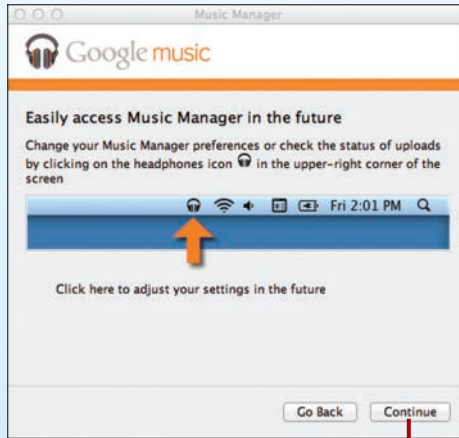 Music Manager
Google music
Easily access Music Manager in the future
Change your Music Manager preferences or check the status of uploads
by clicking on the headphones icon in the upper-right corner of the
screen
Fri 2:01 PM
Click here to adjust your settings in the future
Go Back Continue